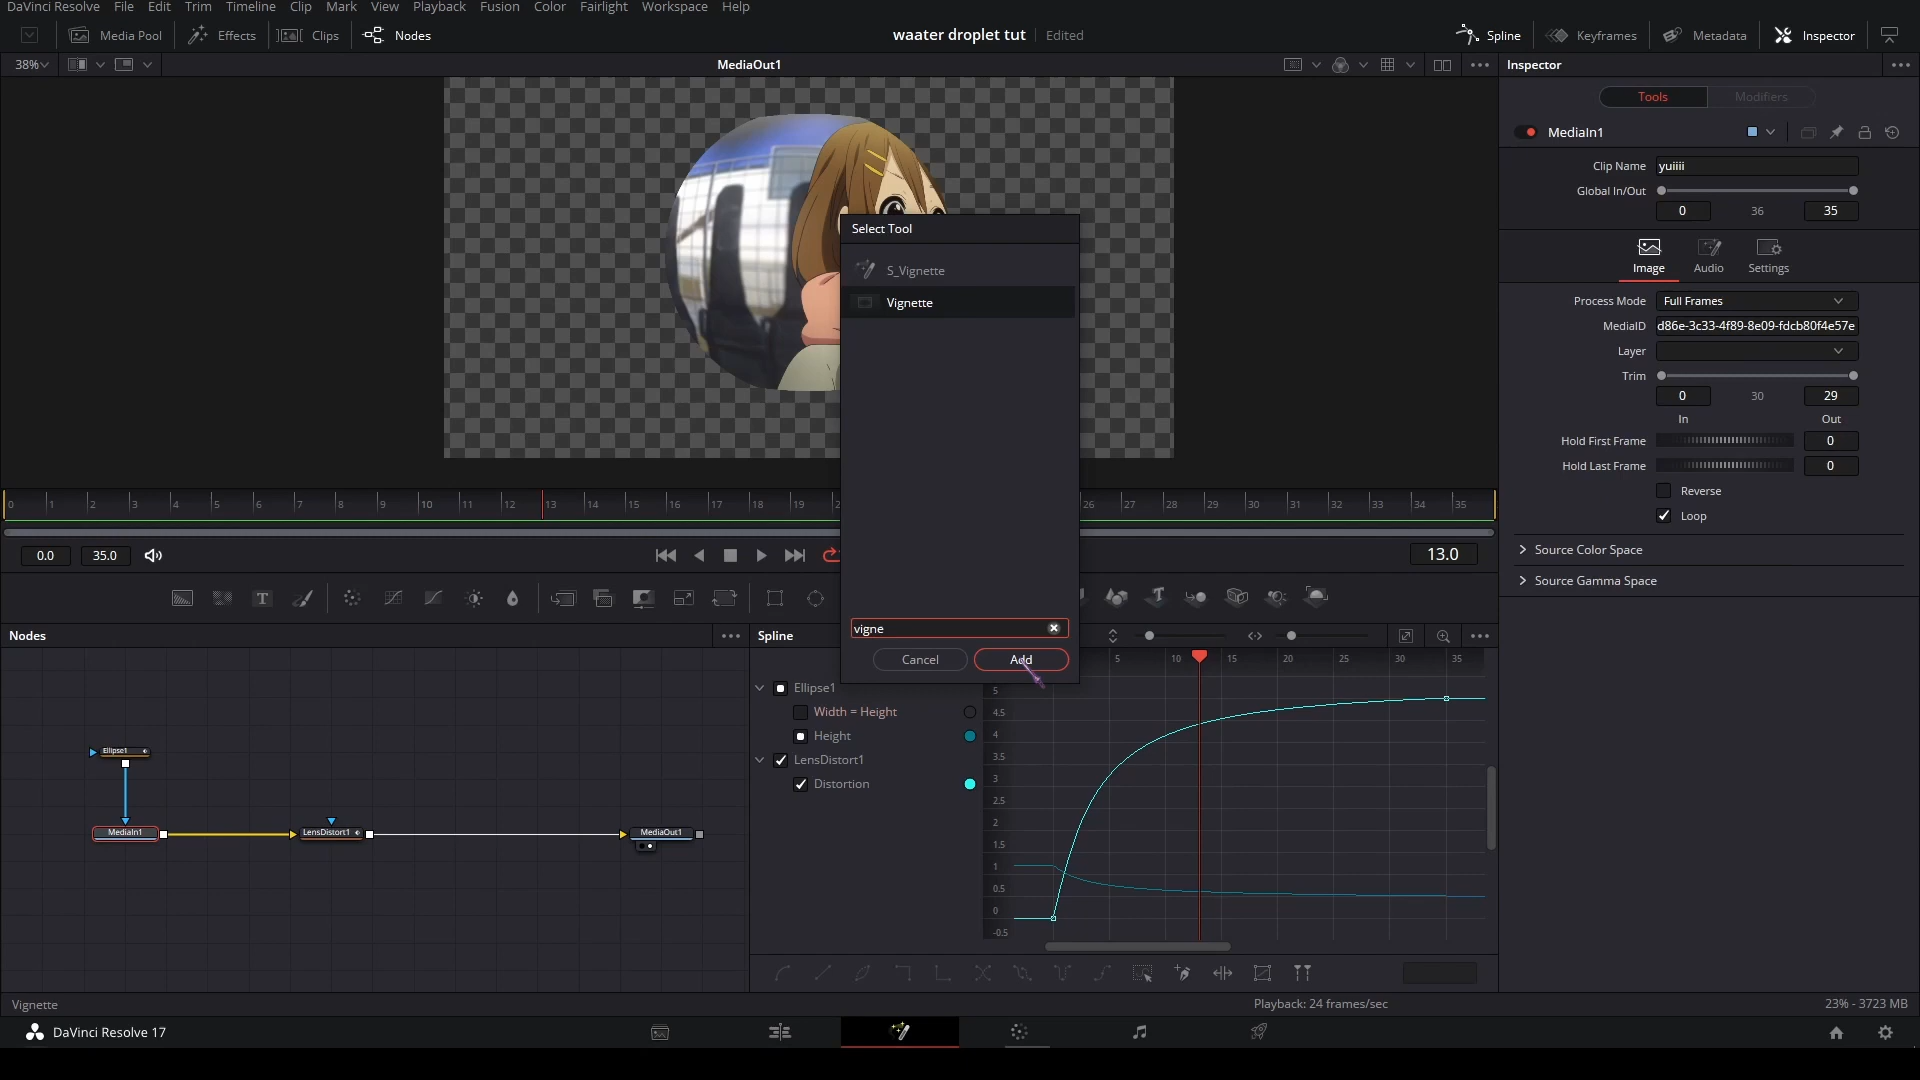 DaVinci Resolve File Edit Trim Timeline Clip Mark View Playback Fusion Color Fairlight Workspace Help
Media Pool Effects Clips Nodes waater droplet tut Edited Spline Keyframes Metadata Inspector
38% MediaOut1 Inspector
Tools Modifiers
MediaIn1
Clip Name yuiiii
Global In/Out
0 36 35
Image Audio Settings
Process Mode Full Frames
MediaID d86e-3c33-4f89-8e09-fdcb80f4e57e
Layer
Trim
0 30 29
In Out
Hold First Frame 0
Hold Last Frame 0
Reverse
Loop
Source Color Space
Source Gamma Space
Select Tool
S_Vignette
Vignette
vigne
Cancel Add
0 1 2 3 4 5 6 7 8 9 10 11 12 13 14 15 16 17 18 19 26 27 28 29 30 31 32 33 34 35
0.0 35.0 13.0
T T
Nodes Spline
5 10 15 20 25 30 35
Ellipse1
Width = Height
Height
LensDistort1
Distortion
5
4.5
4
3.5
3
2.5
2
1.5
1
0.5
0
-0.5
Ellipse1
MediaIn1 LensDistort1 MediaOut1
Vignette Playback: 24 frames/sec 23% - 3723 MB
DaVinci Resolve 17